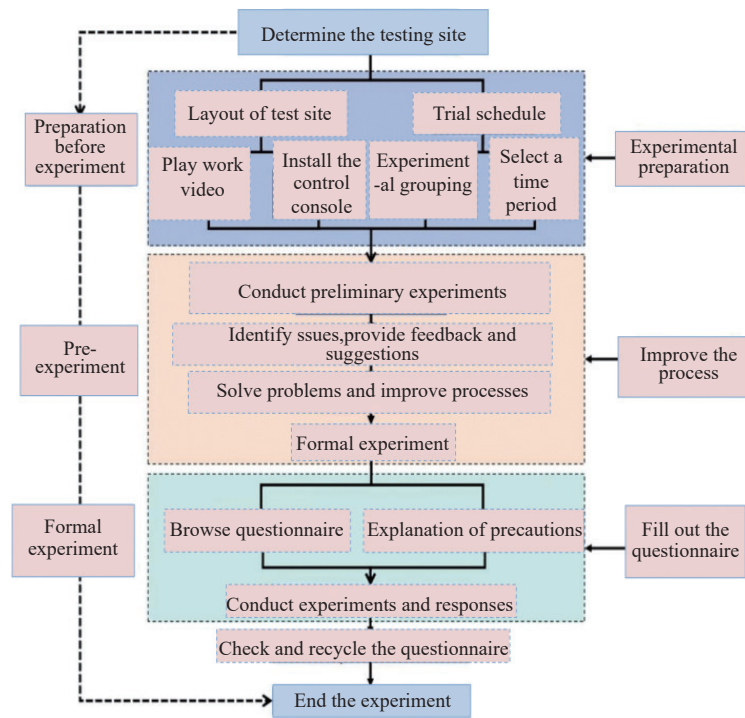 Determine the testing site
Preparation
before
experiment
Layout of test site
Trial schedule
Play work
video
Install the
control
console
Experiment
-al grouping
Select a
time
period
Experimental
preparation
Conduct preliminary experiments
Pre-
experiment
Identify ssues,provide feedback and
suggestions
Improve the
process
Solve problems and improve processes
Formal experiment
Formal
experiment
Browse questionnaire
Explanation of precautions
Fill out the
questionnaire
Conduct experiments and responses
Check and recycle the questionnaire
End the experiment